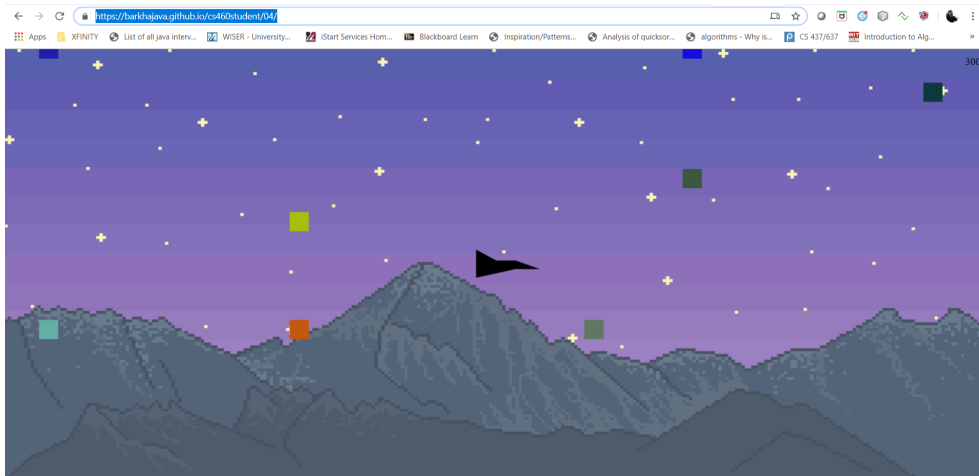 https://barkhajava.github.io/cs460student/04/
Apps XFINITY List of all java interv... WISER - University... iStart Services Hom... Blackboard Learn Inspiration/Patterns... Analysis of quicksor... algorithms - Why is... CS 437/637 Introduction to Alg... »
300